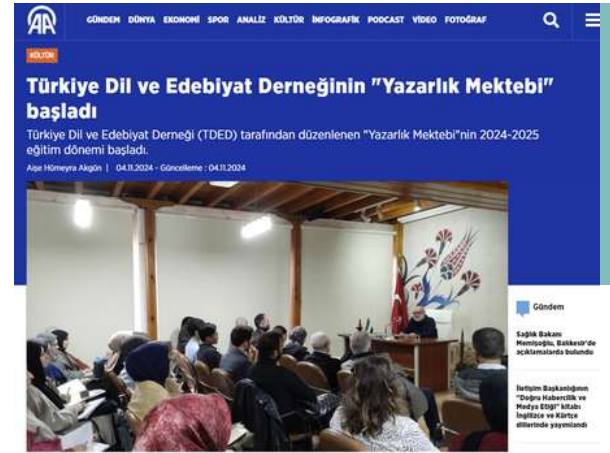 AA
GÜNDEM DÜNYA EKONOMİ SPOR ANALİZ KÜLTÜR İNFOGRAFİK PODCAST VİDEO FOTOĞRAF
KÜLTÜR
Türkiye Dil ve Edebiyat Derneğinin "Yazarlık Mektebi"
başladı
Türkiye Dil ve Edebiyat Derneği (TDED) tarafından düzenlenen "Yazarlık Mektebi"nin 2024-2025
eğitim dönemi başladı.
Aişe Hümeyra Akgün | 04.11.2024 - Güncelleme : 04.11.2024
Gündem
Sağlık Bakanı
Memişoğlu, Balıkesir'de
açıklamalarda bulundu
İletişim Başkanlığının
"Doğru Habercilik ve
Medya Etiği" kitabı
İngilizce ve Kürtçe
dillerinde yayımlandı